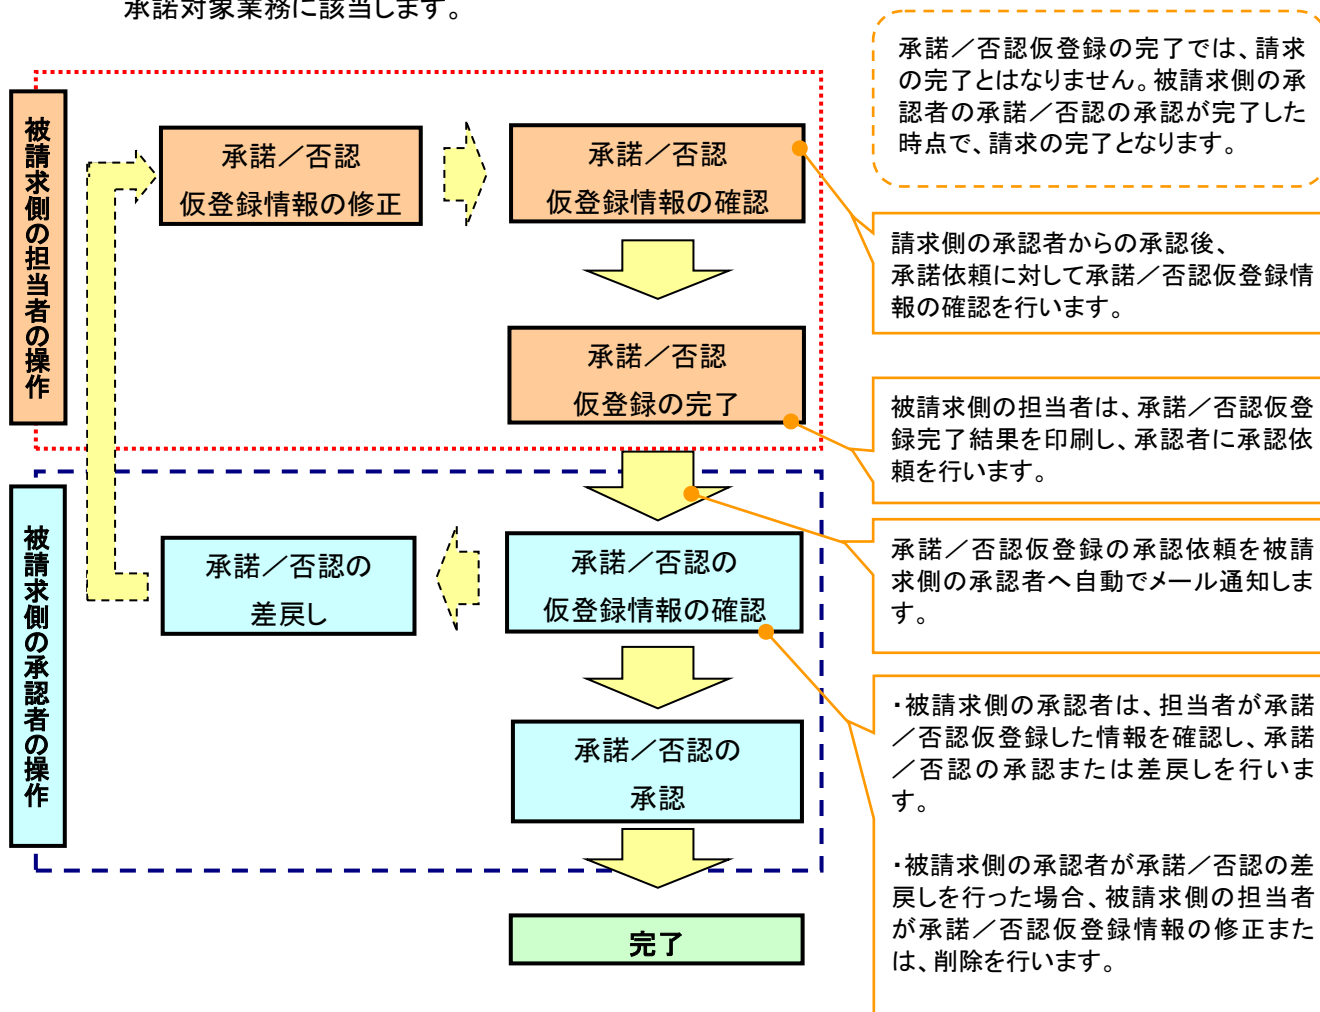 承諾対象業務に該当します。
承諾／否認仮登録の完了では、請求
の完了とはなりません。被請求側の承
認者の承諾／否認の承認が完了した
時点で、請求の完了となります。
被請求側の担当者の操作
承諾／否認
仮登録情報の修正
承諾／否認
仮登録情報の確認
請求側の承認者からの承認後、
承諾依頼に対して承諾／否認仮登録情
報の確認を行います。
承諾／否認
仮登録の完了
被請求側の担当者は、承諾／否認仮登
録完了結果を印刷し、承認者に承認依
頼を行います。
被請求側の承認者の操作
承諾／否認の
差戻し
承諾／否認の
仮登録情報の確認
承諾／否認仮登録の承認依頼を被請
求側の承認者へ自動でメール通知しま
す。
承諾／否認の
承認
・被請求側の承認者は、担当者が承諾
／否認仮登録した情報を確認し、承諾
／否認の承認または差戻しを行いま
す。
・被請求側の承認者が承諾／否認の差
戻しを行った場合、被請求側の担当者
が承諾／否認仮登録情報の修正また
は、削除を行います。
完了